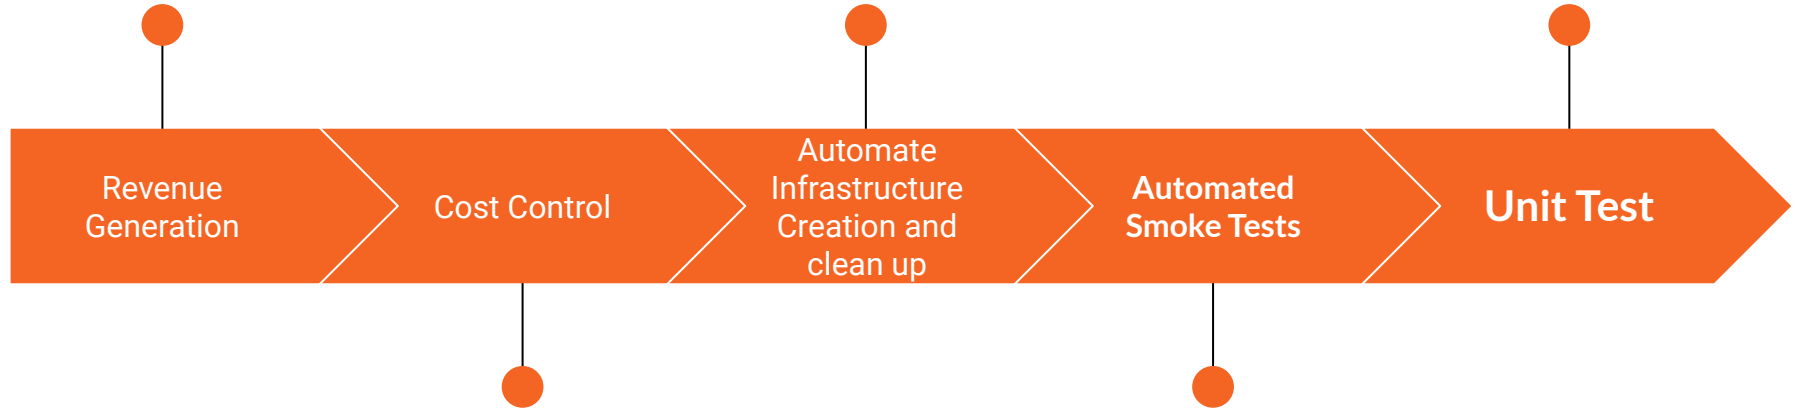 Revenue
Generation
Cost Control
Automate
Infrastructure
Creation and
clean up
Automated
Smoke Tests
Unit Test